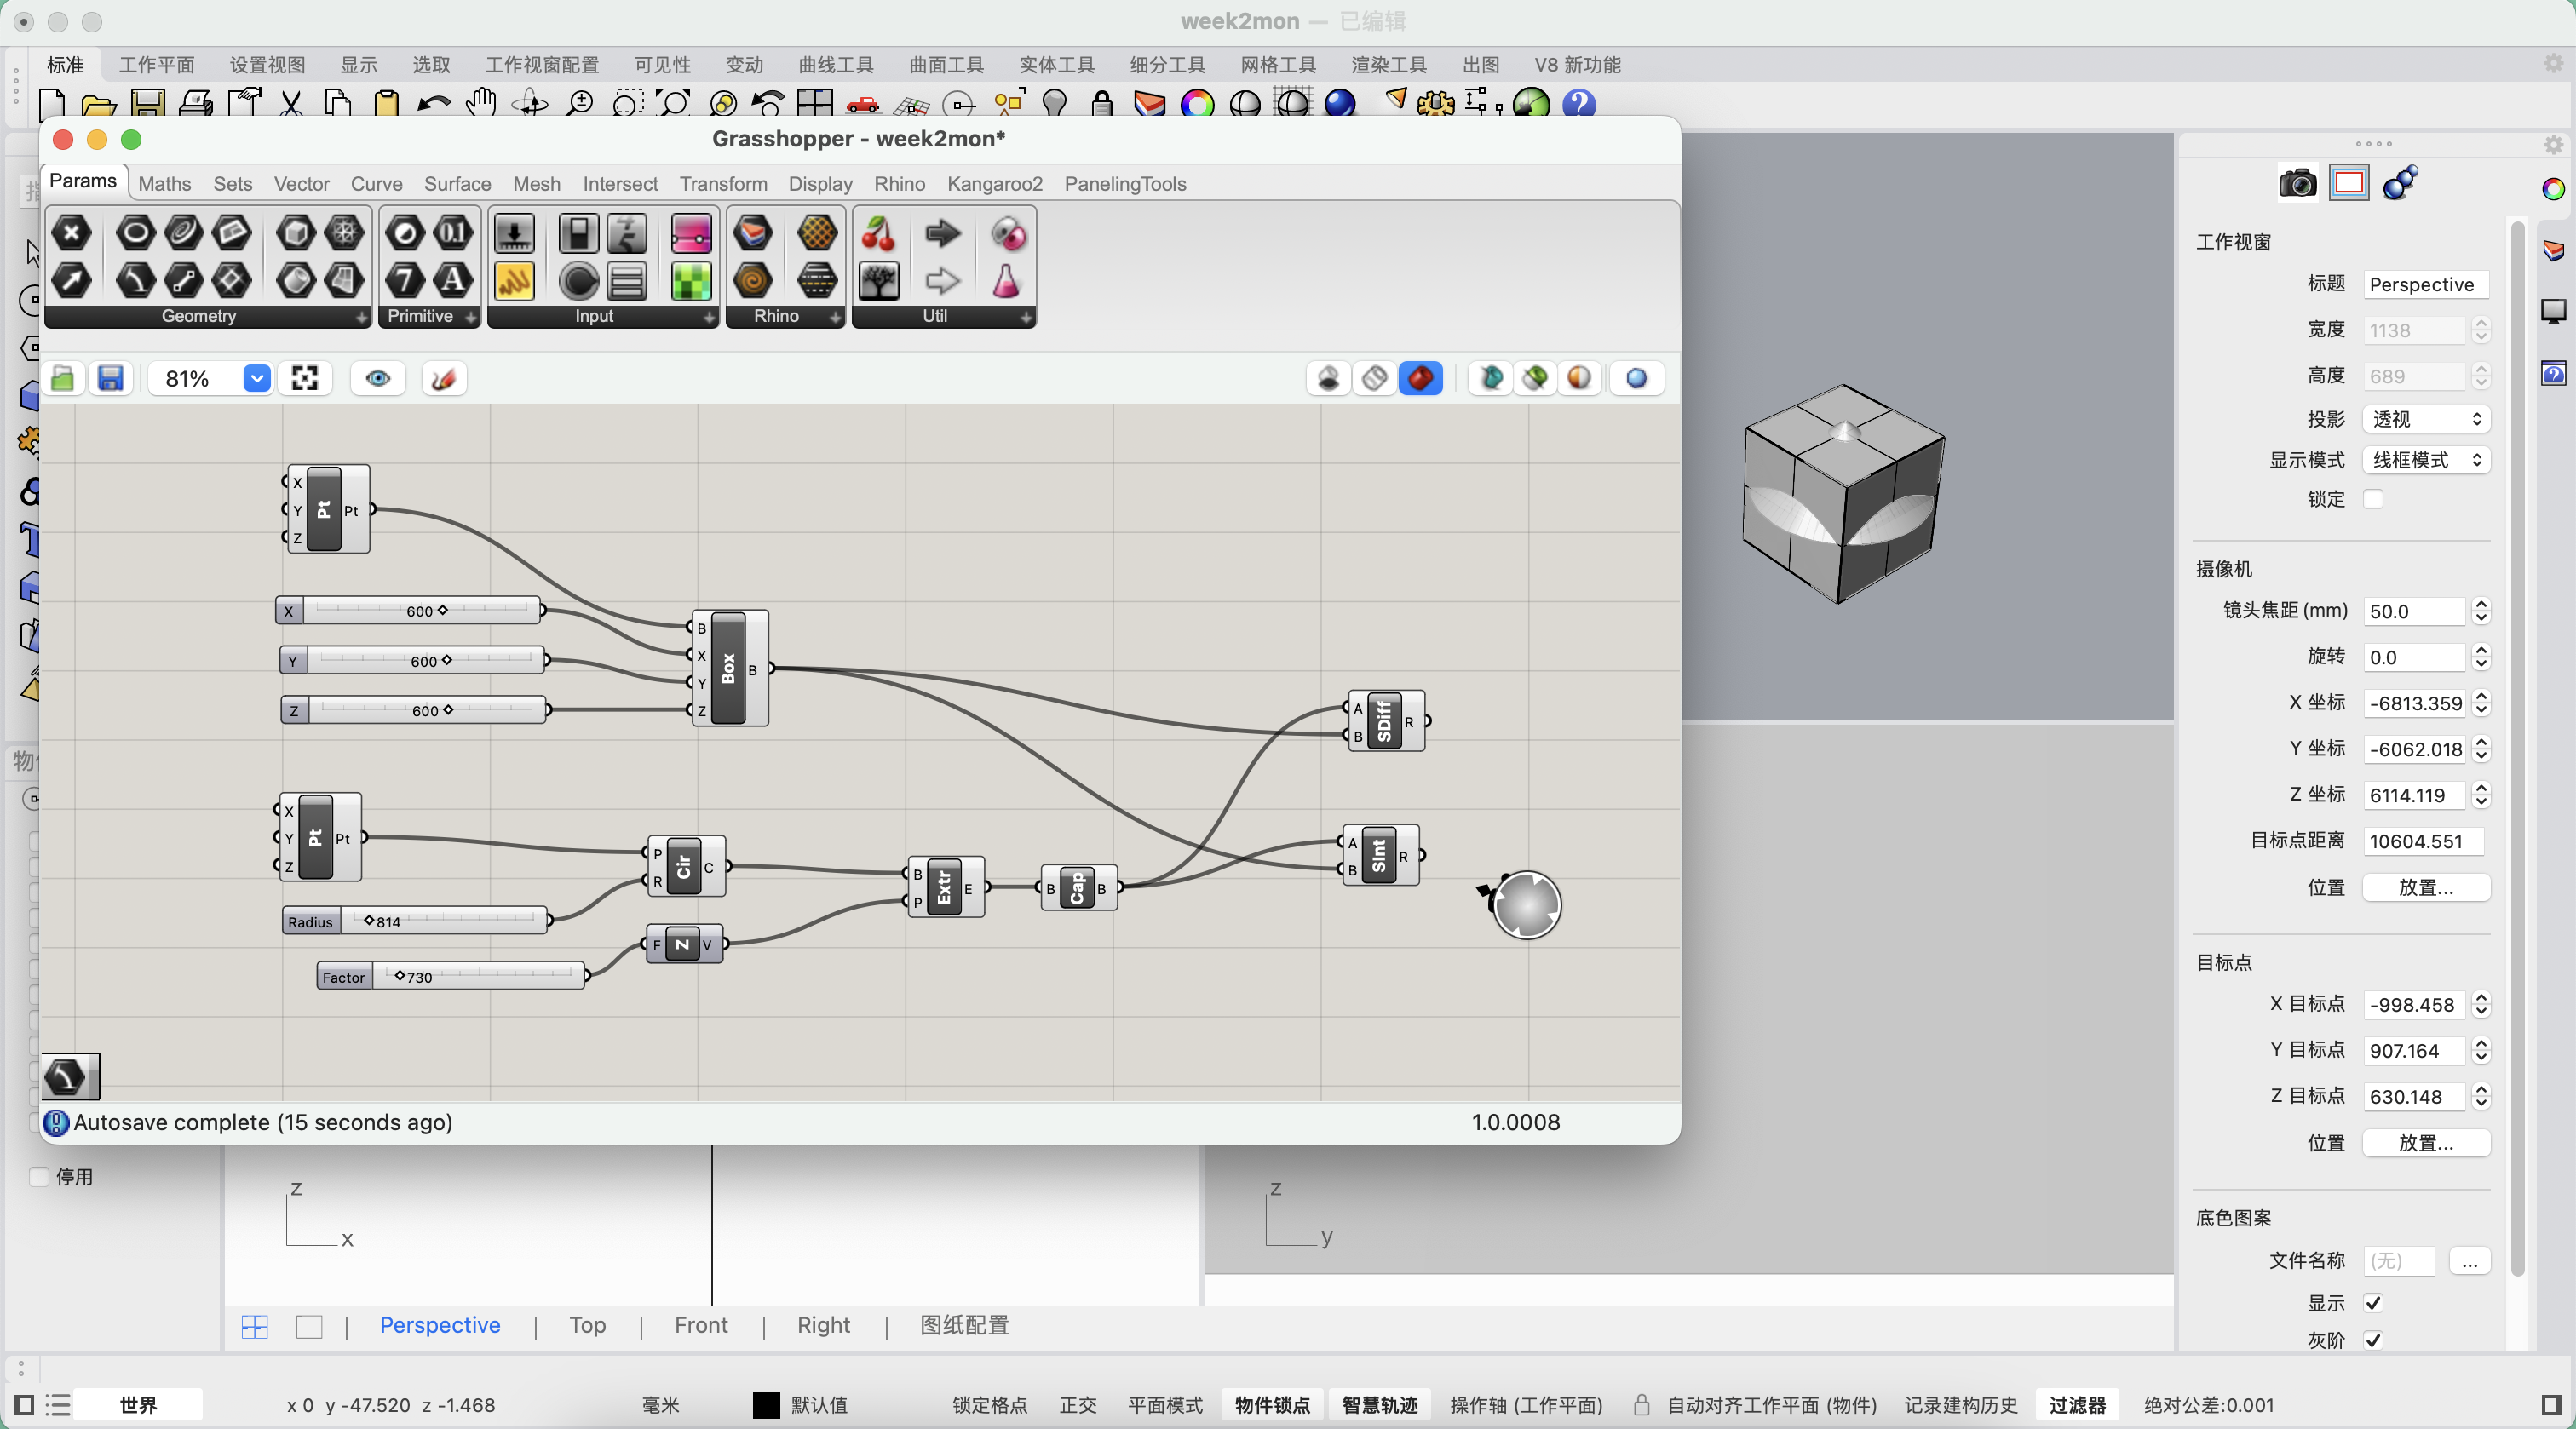 week2mon — 已编辑
标准 工作平面 设置视图 显示 选取 工作视窗配置 可见性 变动 曲线工具 曲面工具 实体工具 细分工具 网格工具 渲染工具 出图 V8 新功能
Grasshopper - week2mon*
Params Maths Sets Vector Curve Surface Mesh Intersect Transform Display Rhino Kangaroo2 PanelingTools
Geometry Primitive Input Rhino Util
81%
X
Y Pt Pt
Z
X 600
Y 600
Z 600
B
X
Y Box B
Z
A
B SDiff R
X
Y Pt Pt
Z
P
R Cir C
Radius 814
F Z V
Factor 730
B
P Extr E
B Cap B
A
B SInt R
Autosave complete (15 seconds ago)
1.0.0008
停用
z
x
z
y
Perspective | Top | Front | Right | 图纸配置
工作视窗
标题 Perspective
宽度 1138
高度 689
投影 透视
显示模式 线框模式
锁定
摄像机
镜头焦距 (mm) 50.0
旋转 0.0
X 坐标 -6813.359
Y 坐标 -6062.018
Z 坐标 6114.119
目标点距离 10604.551
位置 放置...
目标点
X 目标点 -998.458
Y 目标点 907.164
Z 目标点 630.148
位置 放置...
底色图案
文件名称 (无) ...
显示
灰阶
世界 x 0 y -47.520 z -1.468 毫米 默认值 锁定格点 正交 平面模式 物件锁点 智慧轨迹 操作轴 (工作平面) 自动对齐工作平面 (物件) 记录建构历史 过滤器 绝对公差:0.001